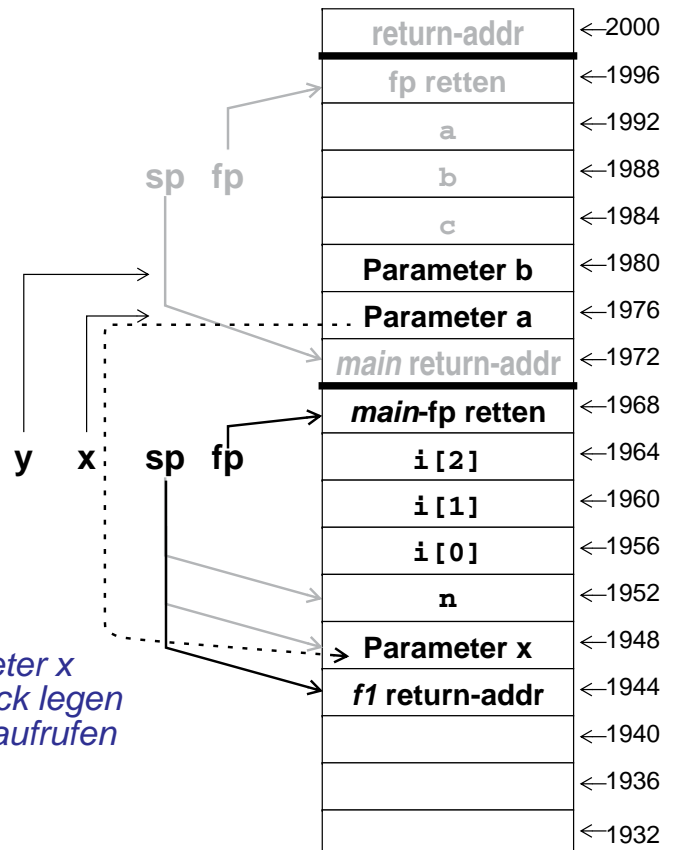 return-addr ←2000
fp retten ←1996
a ←1992
sp fp b ←1988
c ←1984
Parameter b ←1980
Parameter a ←1976
main return-addr ←1972
main-fp retten ←1968
y x sp fp i[2] ←1964
i[1] ←1960
i[0] ←1956
n ←1952
Parameter x ←1948
eter x
ck legen f1 return-addr ←1944
aufrufen ←1940
←1936
←1932